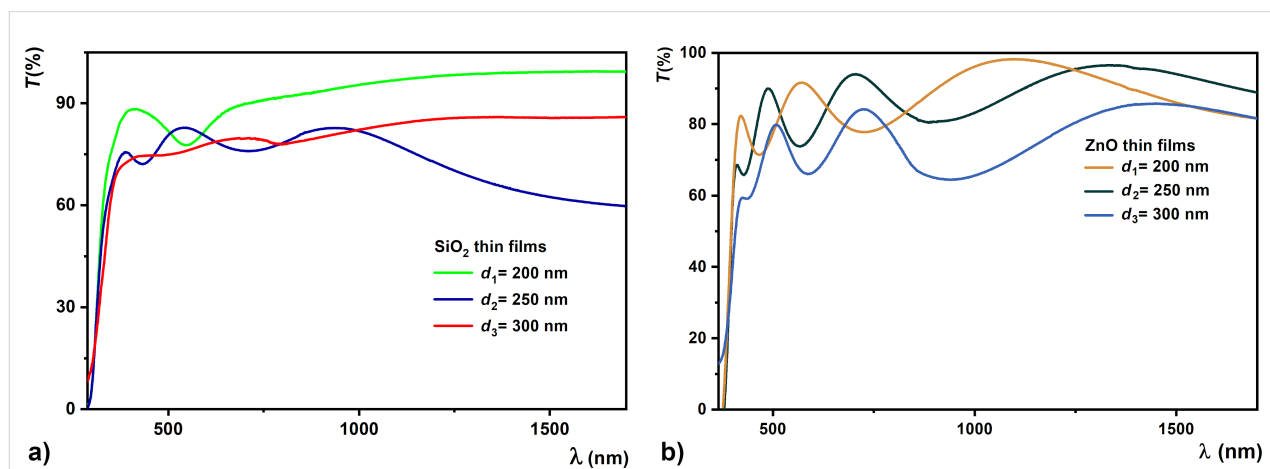 T(%)
90
60
30
0
SiO₂ thin films
d₁= 200 nm
d₂= 250 nm
d₃= 300 nm
500
1000
1500
λ (nm)
a)
T(%)
100
80
60
40
20
0
ZnO thin films
d₁= 200 nm
d₂= 250 nm
d₃= 300 nm
500
1000
1500
λ (nm)
b)